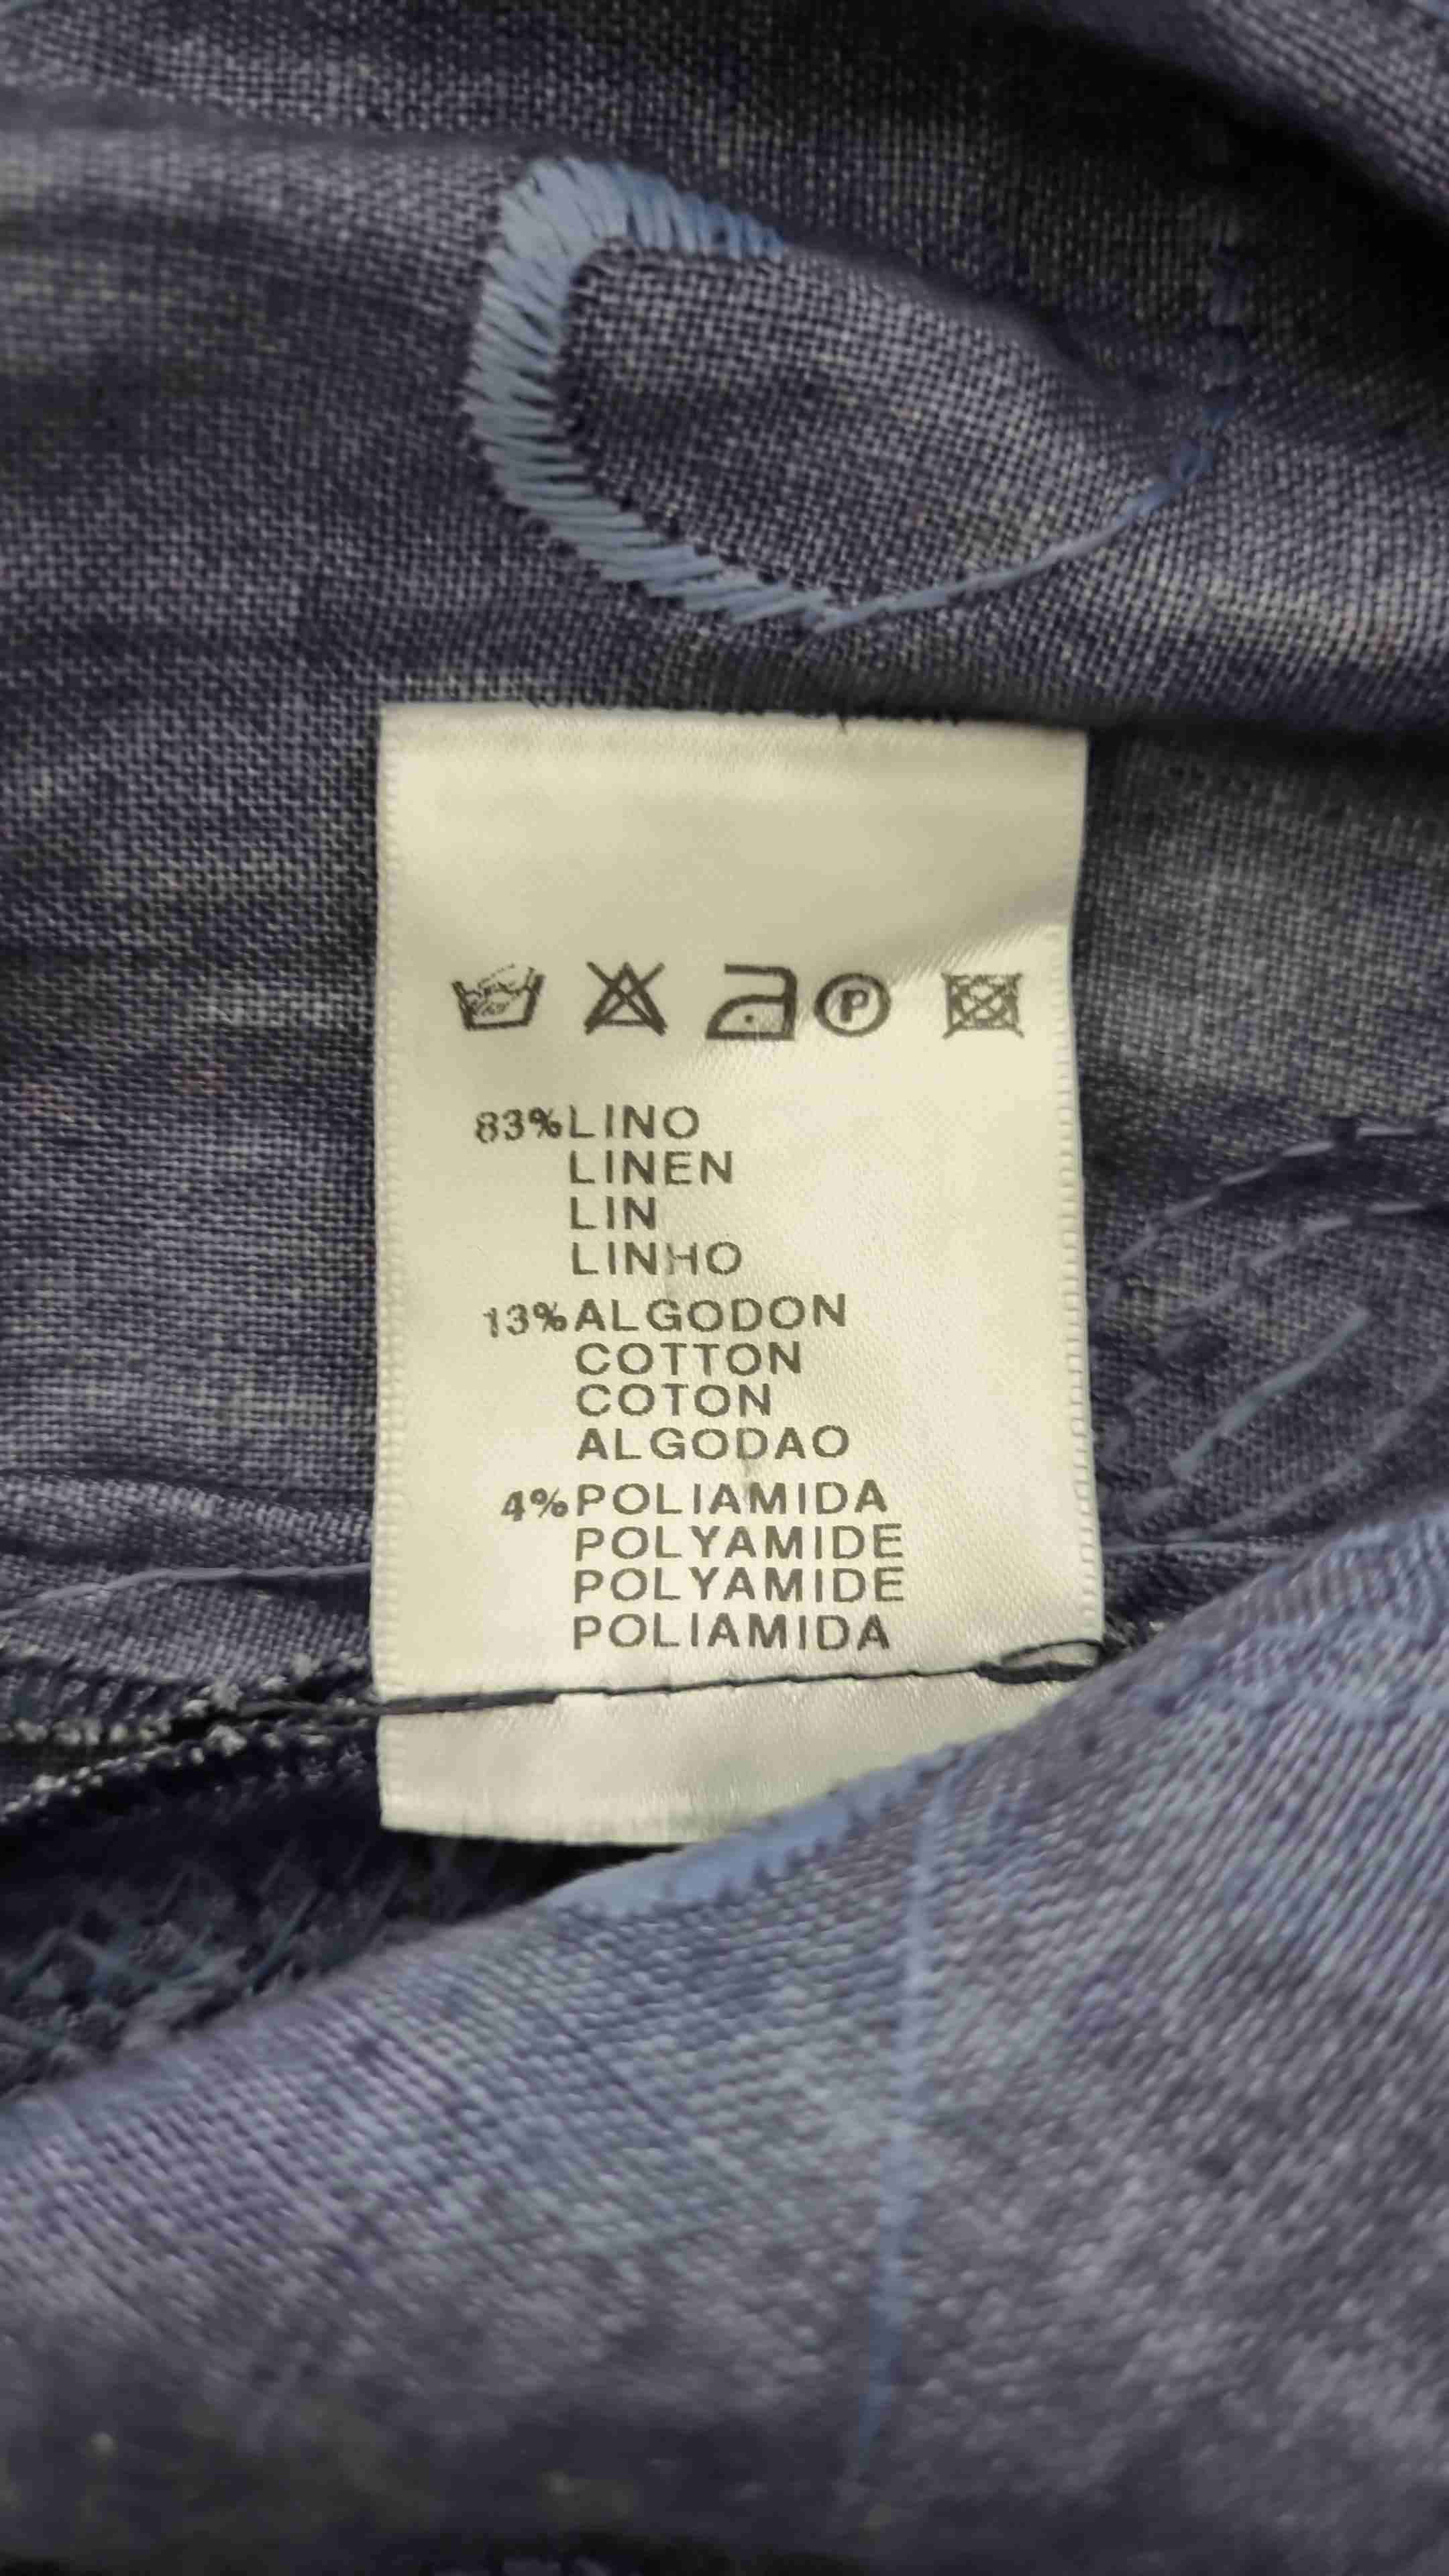 P
83% LINO
LINEN
LIN
LINHO
13% ALGODON
COTTON
COTON
ALGODAO
4% POLIAMIDA
POLYAMIDE
POLYAMIDE
POLIAMIDA